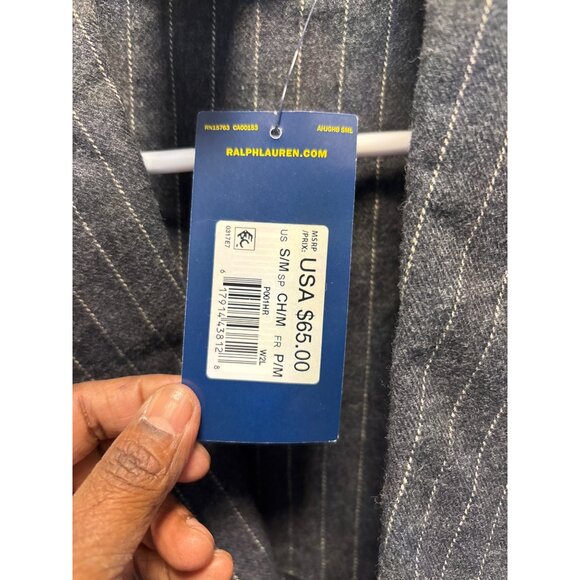 RN15763 CA00153 AHUGHB SML
RALPHLAUREN.COM
MSRP
/PRIX: USA $65.00
US S/M SP CH/M FR P/M
P001HR W2L
6 17914 43812 8
0317E7